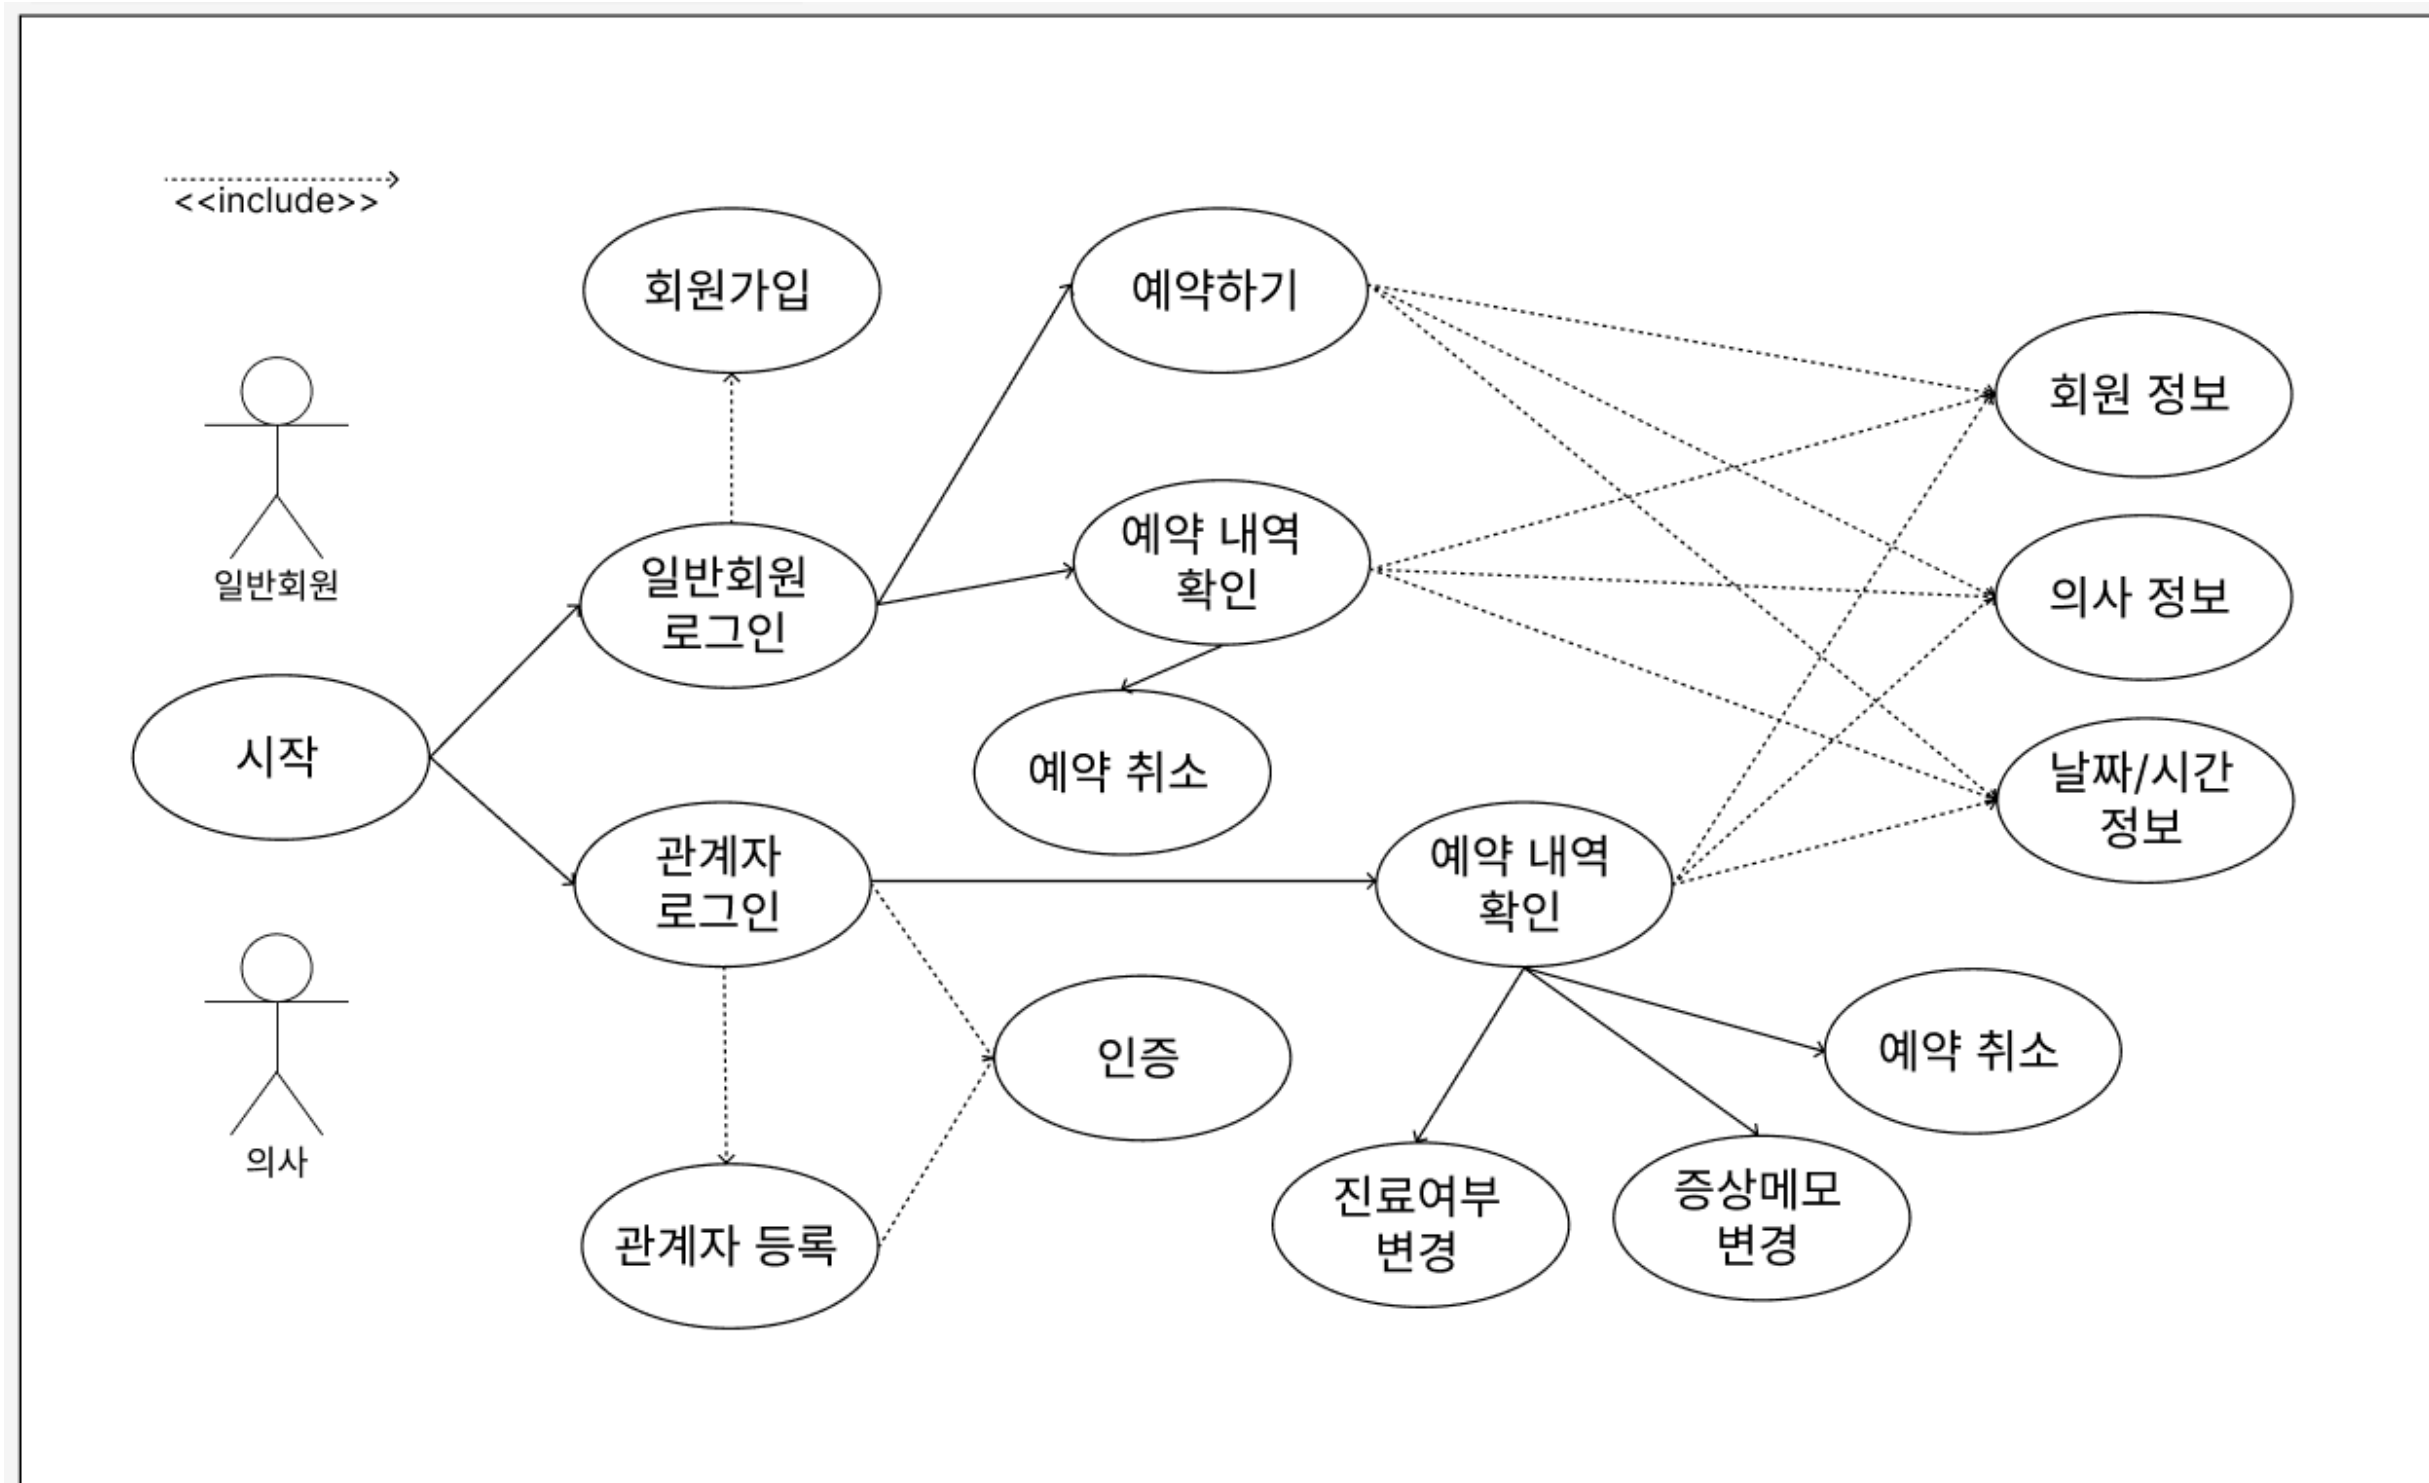 <<include>>
회원가입
예약하기
회원 정보
일반회원
일반회원
로그인
예약 내역
확인
의사 정보
시작
예약 취소
날짜/시간
정보
관계자
로그인
예약 내역
확인
인증
예약 취소
의사
관계자 등록
진료여부
변경
증상메모
변경